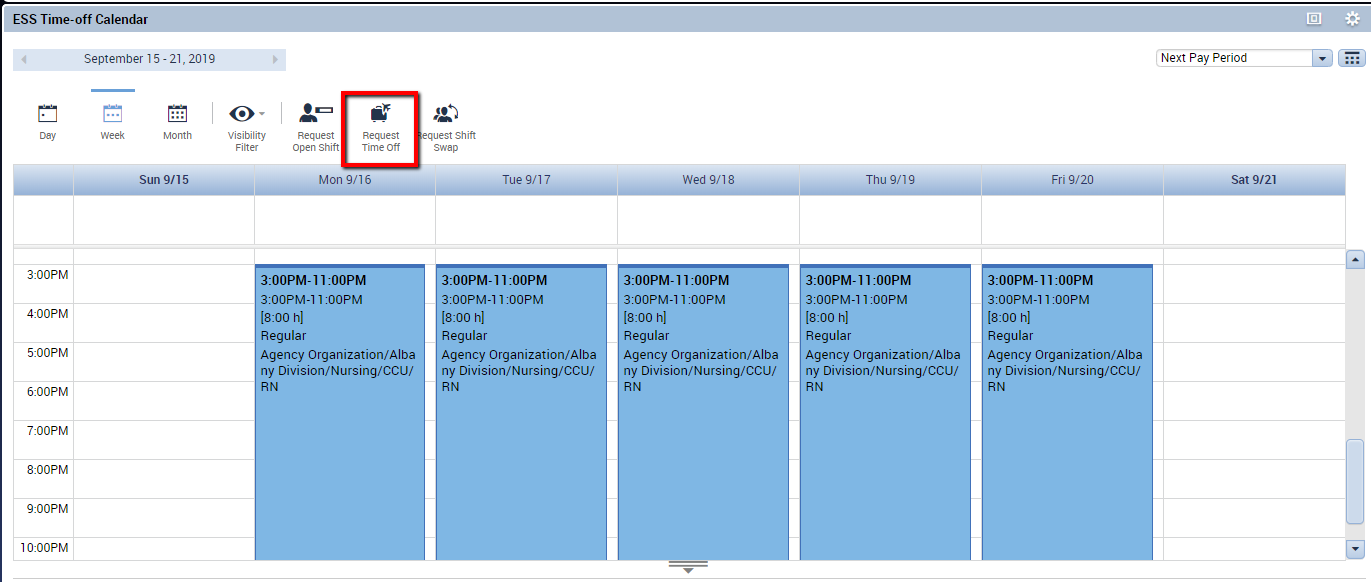 ESS Time-off Calendar
September 15 - 21, 2019
Next Pay Period
Day
Week
Month
Visibility
Filter
Request
Open Shift
Request
Time Off
equest Shift
Swap
Sun 9/15
Mon 9/16
Tue 9/17
Wed 9/18
Thu 9/19
Fri 9/20
Sat 9/21
3:00PM
4:00PM
5:00PM
6:00PM
7:00PM
8:00PM
9:00PM
10:00PM
3:00PM-11:00PM
3:00PM-11:00PM
[8:00 h]
Regular
Agency Organization/Alba
ny Division/Nursing/CCU/
RN
3:00PM-11:00PM
3:00PM-11:00PM
[8:00 h]
Regular
Agency Organization/Alba
ny Division/Nursing/CCU/
RN
3:00PM-11:00PM
3:00PM-11:00PM
[8:00 h]
Regular
Agency Organization/Alba
ny Division/Nursing/CCU/
RN
3:00PM-11:00PM
3:00PM-11:00PM
[8:00 h]
Regular
Agency Organization/Alba
ny Division/Nursing/CCU/
RN
3:00PM-11:00PM
3:00PM-11:00PM
[8:00 h]
Regular
Agency Organization/Alba
ny Division/Nursing/CCU/
RN